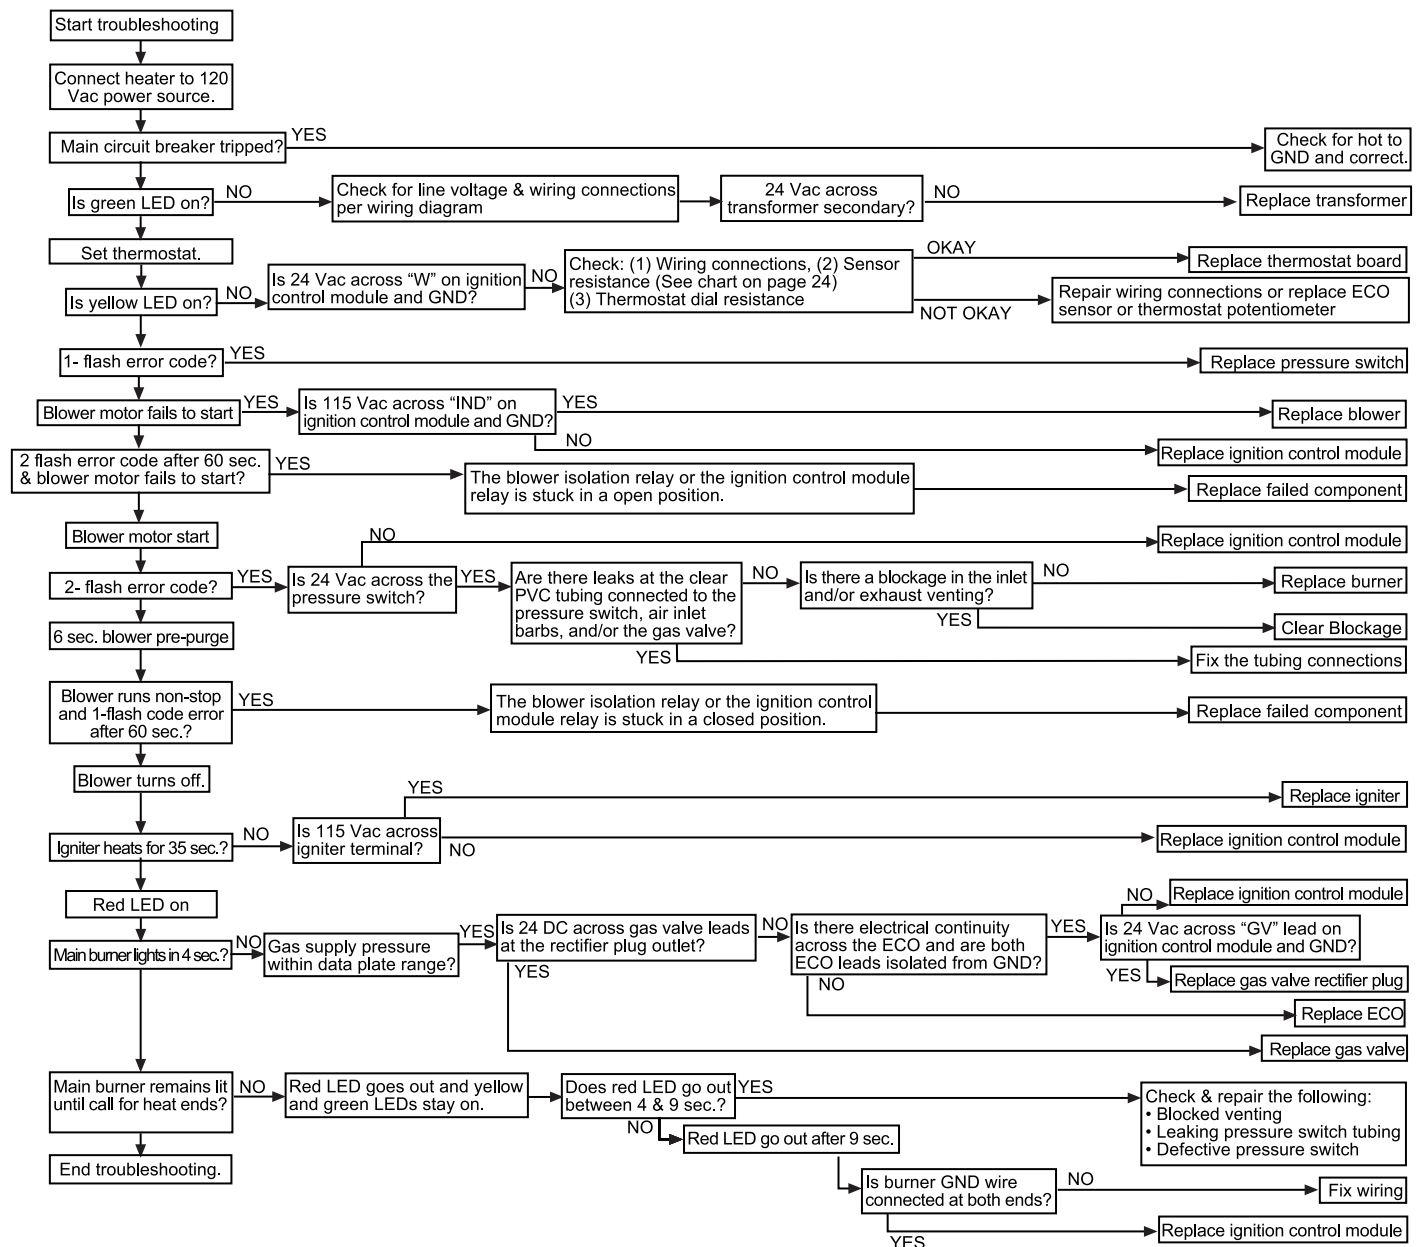 Start troubleshooting
Connect heater to 120
Vac power source.
Main circuit breaker tripped?
YES
Check for hot to
GND and correct.
Is green LED on?
NO
Check for line voltage & wiring connections
per wiring diagram
24 Vac across
transformer secondary?
NO
Replace transformer
Set thermostat.
Is yellow LED on?
NO
Is 24 Vac across “W” on ignition
control module and GND?
NO
Check: (1) Wiring connections, (2) Sensor
resistance (See chart on page 24)
(3) Thermostat dial resistance
OKAY
Replace thermostat board
NOT OKAY
Repair wiring connections or replace ECO
sensor or thermostat potentiometer
1- flash error code?
YES
Replace pressure switch
Blower motor fails to start
YES
Is 115 Vac across “IND” on
ignition control module and GND?
YES
Replace blower
NO
Replace ignition control module
2 flash error code after 60 sec.
& blower motor fails to start?
YES
The blower isolation relay or the ignition control module
relay is stuck in a open position.
Replace failed component
Blower motor start
2- flash error code?
YES
Is 24 Vac across the
pressure switch?
NO
Replace ignition control module
YES
Are there leaks at the clear
PVC tubing connected to the
pressure switch, air inlet
barbs, and/or the gas valve?
NO
Is there a blockage in the inlet
and/or exhaust venting?
NO
Replace burner
YES
Clear Blockage
YES
Fix the tubing connections
6 sec. blower pre-purge
Blower runs non-stop
and 1-flash code error
after 60 sec.?
YES
The blower isolation relay or the ignition control
module relay is stuck in a closed position.
Replace failed component
Blower turns off.
Igniter heats for 35 sec.?
NO
Is 115 Vac across
igniter terminal?
YES
Replace igniter
NO
Replace ignition control module
Red LED on
Main burner lights in 4 sec.?
NO
Gas supply pressure
within data plate range?
YES
Is 24 DC across gas valve leads
at the rectifier plug outlet?
NO
Is there electrical continuity
across the ECO and are both
ECO leads isolated from GND?
YES
Is 24 Vac across “GV” lead on
ignition control module and GND?
NO
Replace ignition control module
YES
Replace gas valve rectifier plug
NO
Replace ECO
YES
Replace gas valve
Main burner remains lit
until call for heat ends?
NO
Red LED goes out and yellow
and green LEDs stay on.
Does red LED go out
between 4 & 9 sec.?
YES
Check & repair the following:
• Blocked venting
• Leaking pressure switch tubing
• Defective pressure switch
NO
Red LED go out after 9 sec.
End troubleshooting.
Is burner GND wire
connected at both ends?
NO
Fix wiring
YES
Replace ignition control module